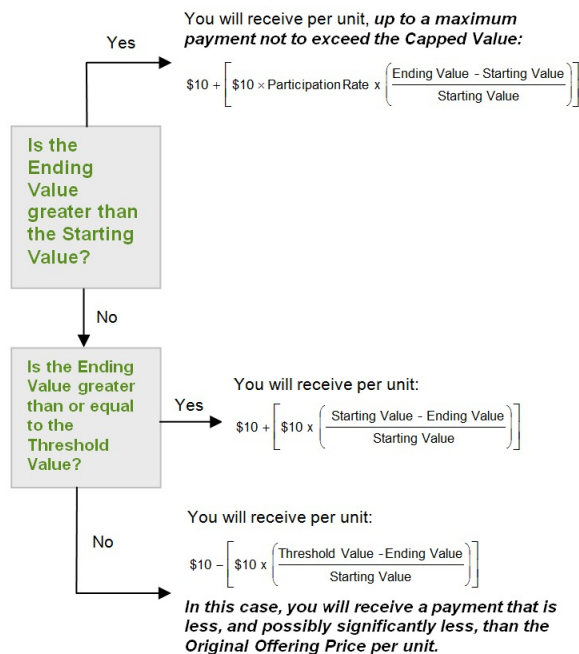 You will receive per unit, up to a maximum
Yes
payment not to exceed the Capped Value:
$10 + [ $10 × Participation Rate x ( Ending Value - Starting Value
Starting Value ) ]
Is the
Ending
Value
greater than
the Starting
Value?
No
Is the Ending
Value greater
than or equal
to the
Threshold
Value?
Yes
You will receive per unit:
$10 + [ $10 x ( Starting Value - Ending Value
Starting Value ) ]
No
You will receive per unit:
$10 – [ $10 x ( Threshold Value - Ending Value
Starting Value ) ]
In this case, you will receive a payment that is
less, and possibly significantly less, than the
Original Offering Price per unit.